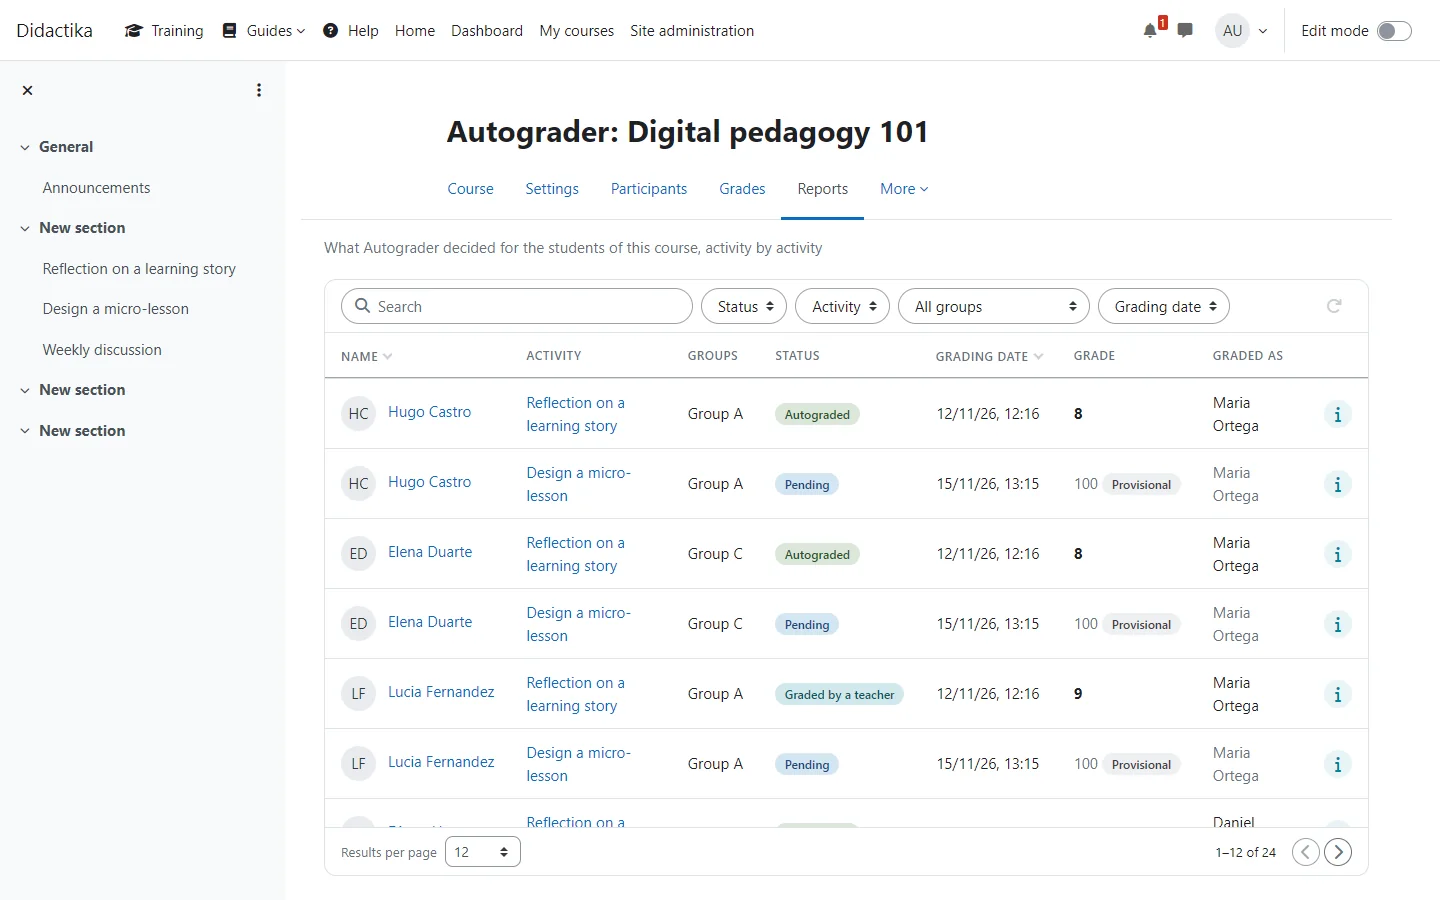 Didactika
Training
Guides
Help
Home
Dashboard
My courses
Site administration
1
AU
Edit mode
General
Announcements
New section
Reflection on a learning story
Design a micro-lesson
Weekly discussion
New section
New section
Autograder: Digital pedagogy 101
Course
Settings
Participants
Grades
Reports
More
What Autograder decided for the students of this course, activity by activity
Search
Status
Activity
All groups
Grading date
NAME
ACTIVITY
GROUPS
STATUS
GRADING DATE
GRADE
GRADED AS
HC
Hugo Castro
Reflection on a
learning story
Group A
Autograded
12/11/26, 12:16
8
Maria
Ortega
HC
Hugo Castro
Design a micro-
lesson
Group A
Pending
15/11/26, 13:15
100
Provisional
Maria
Ortega
ED
Elena Duarte
Reflection on a
learning story
Group C
Autograded
12/11/26, 12:16
8
Maria
Ortega
ED
Elena Duarte
Design a micro-
lesson
Group C
Pending
15/11/26, 13:15
100
Provisional
Maria
Ortega
LF
Lucia Fernandez
Reflection on a
learning story
Group A
Graded by a teacher
12/11/26, 12:16
9
Maria
Ortega
LF
Lucia Fernandez
Design a micro-
lesson
Group A
Pending
15/11/26, 13:15
100
Provisional
Maria
Ortega
Reflection on a
Daniel
Results per page
12
1–12 of 24